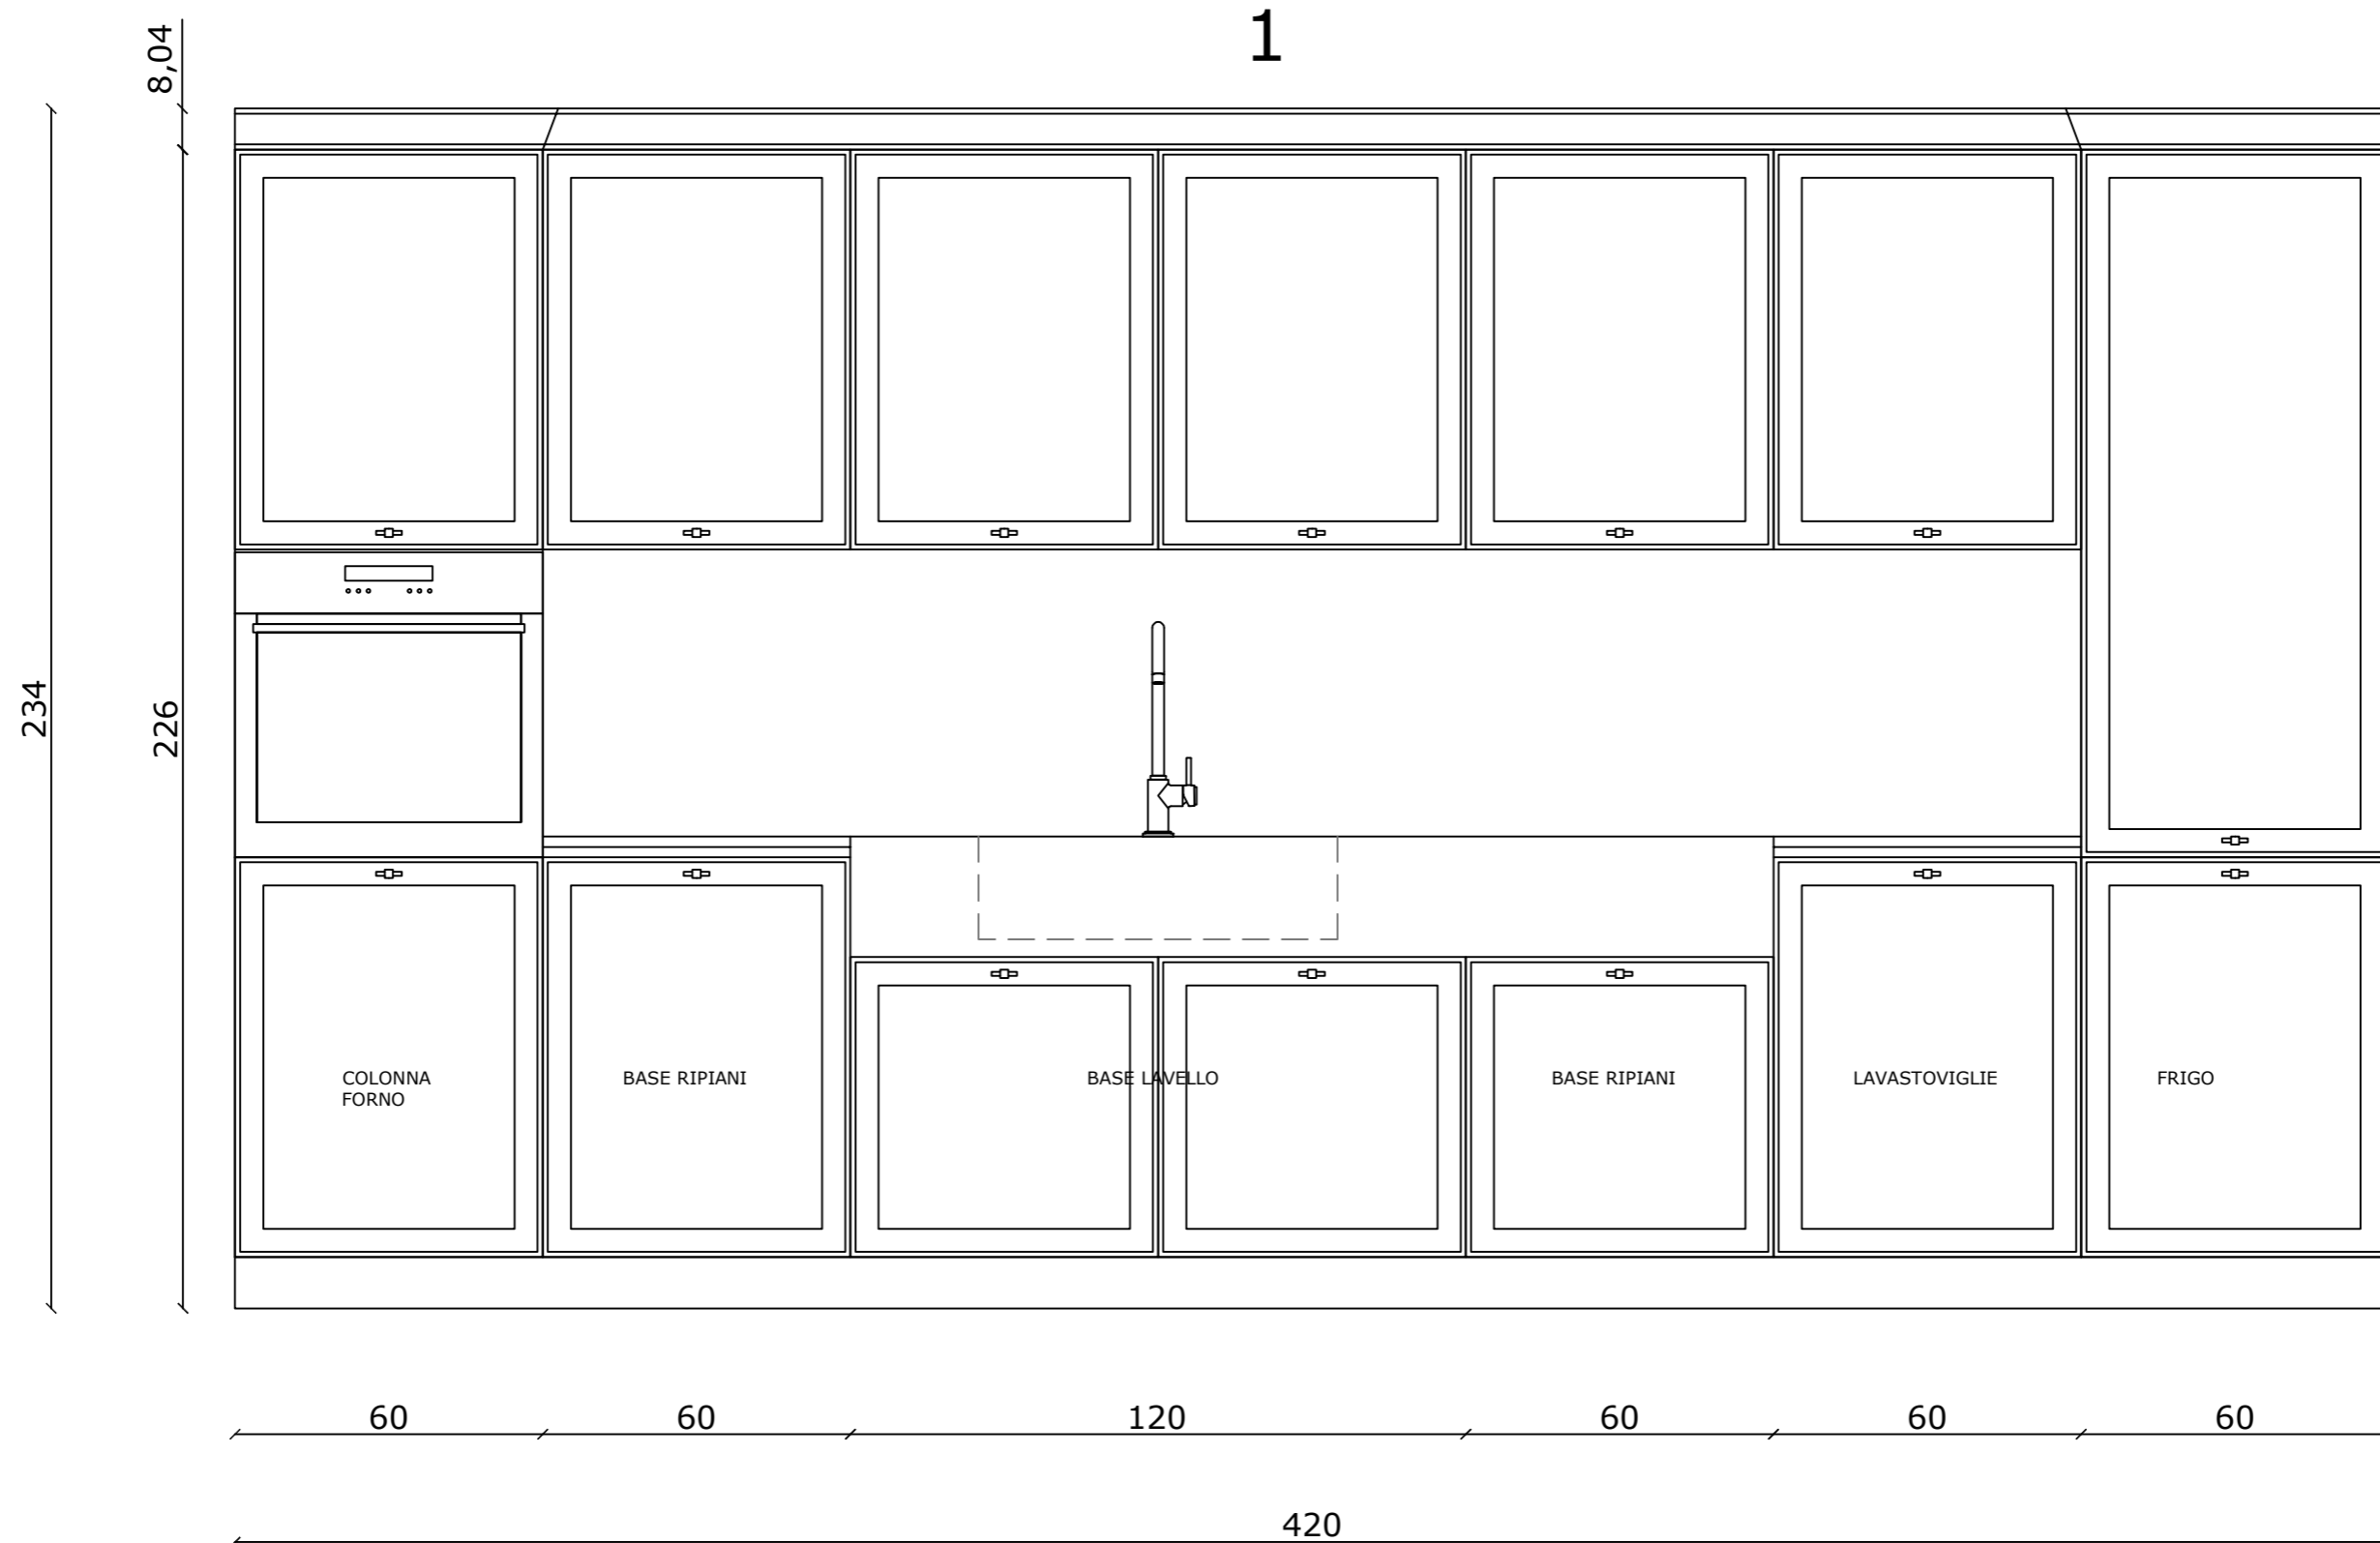 1
8,04
234
226
COLONNA
FORNO
BASE RIPIANI
BASE LAVELLO
BASE RIPIANI
LAVASTOVIGLIE
FRIGO
60
60
120
60
60
60
420